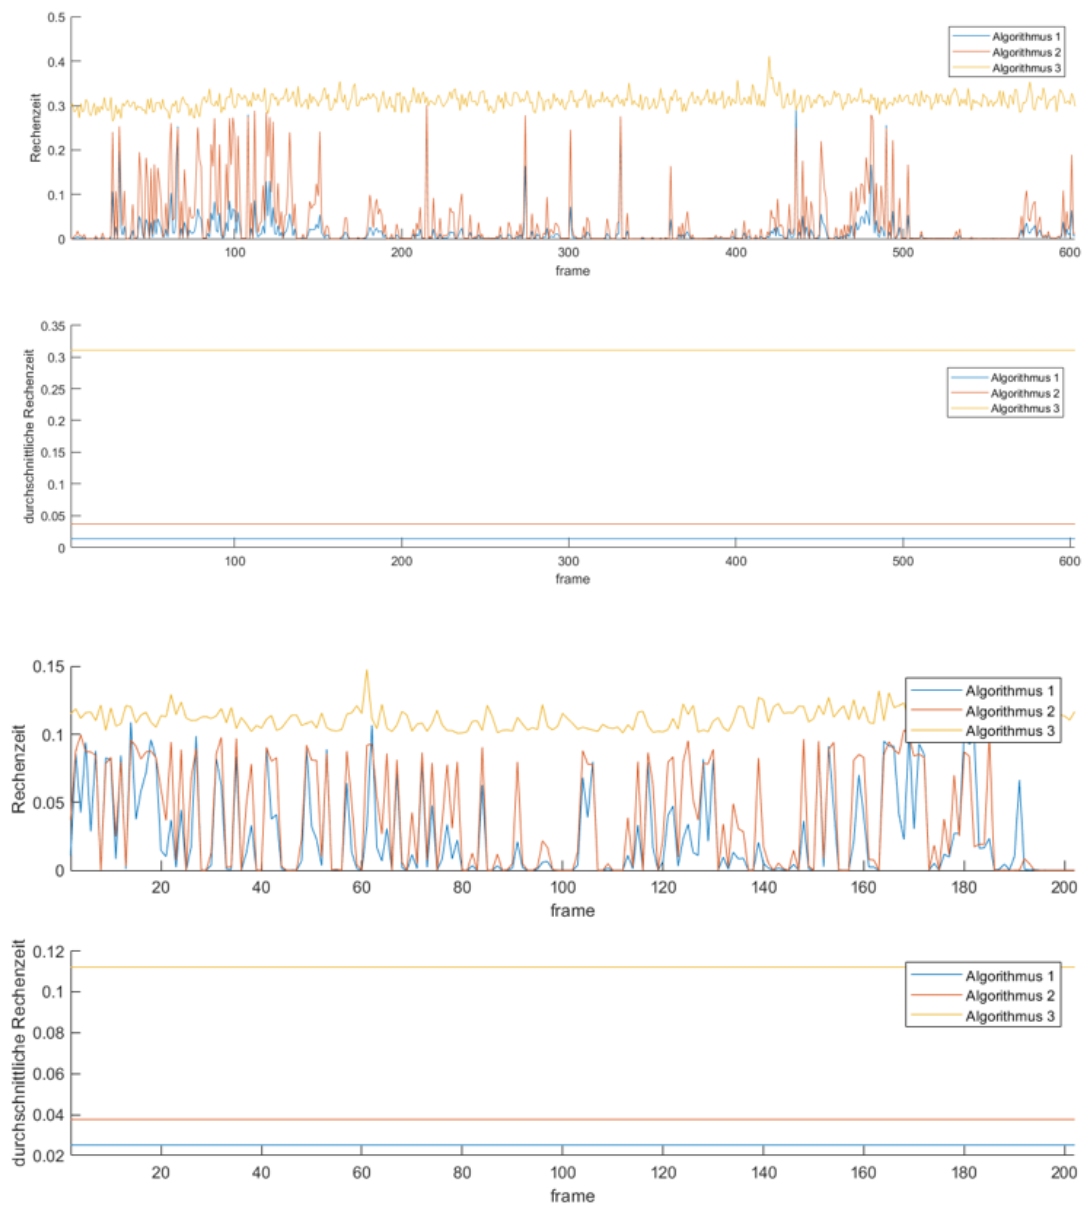 0.5
0.4
0.3
0.2
0.1
0
Rechenzeit
Algorithmus 1
Algorithmus 2
Algorithmus 3
100 200 300 400 500 600
frame
0.35
0.3
0.25
0.2
0.15
0.1
0.05
0
durchschnittliche Rechenzeit
Algorithmus 1
Algorithmus 2
Algorithmus 3
100 200 300 400 500 600
frame
0.15
0.1
0.05
0
Rechenzeit
Algorithmus 1
Algorithmus 2
Algorithmus 3
20 40 60 80 100 120 140 160 180 200
frame
0.12
0.1
0.08
0.06
0.04
0.02
durchschnittliche Rechenzeit
Algorithmus 1
Algorithmus 2
Algorithmus 3
20 40 60 80 100 120 140 160 180 200
frame